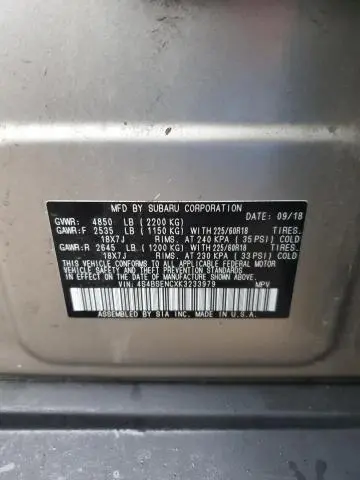 MFD BY SUBARU CORPORATION
DATE: 09/18
GVWR: 4850 LB (2200 KG)
GAWR:F 2535 LB (1150 KG) WITH 225/60R18 TIRES.
18X7J RIMS. AT 240 KPA (35 PSI) COLD
GAWR:R 2645 LB (1200 KG) WITH 225/60R18 TIRES.
18X7J RIMS. AT 230 KPA (33 PSI) COLD
THIS VEHICLE CONFORMS TO ALL APPLICABLE FEDERAL MOTOR
VEHICLE SAFETY, BUMPER, AND THEFT PREVENTION STANDARDS
IN EFFECT ON THE DATE OF MANUFACTURE SHOWN ABOVE.
VIN: 4S4BSENCXK3233979 MPV
MFD AT SIA INC. MADE IN U.S.A.